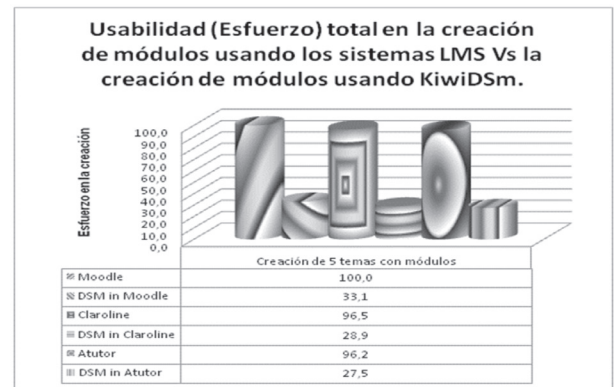 Usabilidad (Esfuerzo) total en la creación
de módulos usando los sistemas LMS Vs la
creación de módulos usando KiwiDSm.
Esfuerzo en la creación
100,0
90,0
80,0
70,0
60,0
50,0
40,0
30,0
20,0
10,0
0,0
Creación de 5 temas con módulos
Moodle 100,0
DSM in Moodle 33,1
Claroline 96,5
DSM in Claroline 28,9
Atutor 96,2
DSM in Atutor 27,5